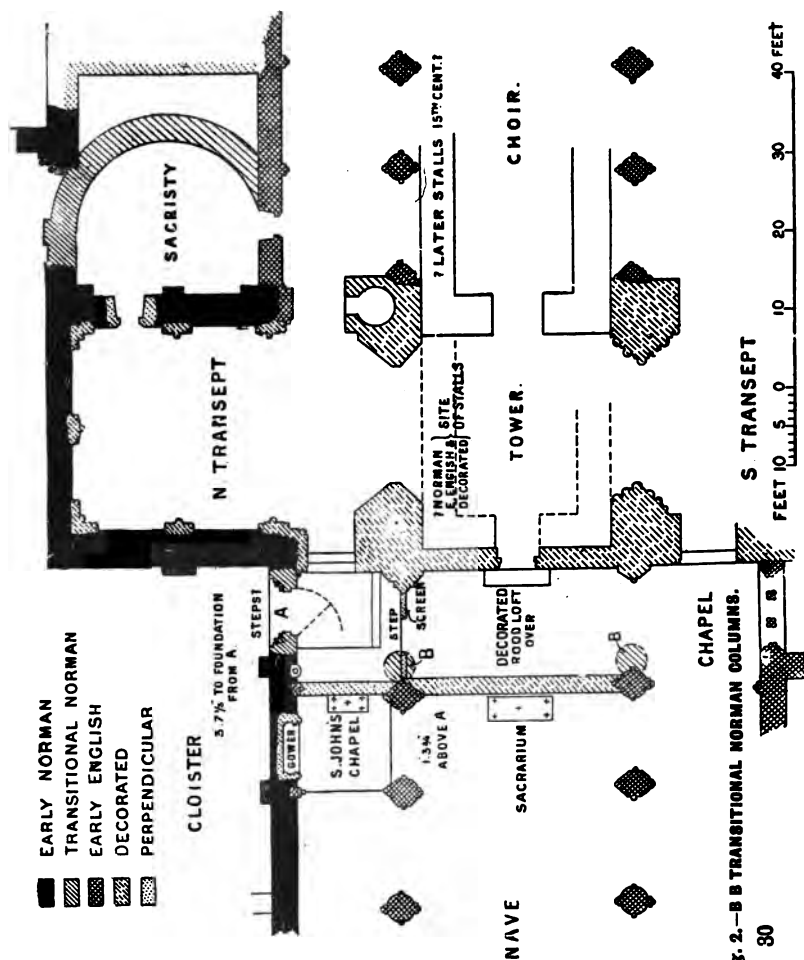 EARLY NORMAN
TRANSITIONAL NORMAN
EARLY ENGLISH
DECORATED
PERPENDICULAR
CLOISTER
3.7½" TO FOUNDATION
FROM A.
STEPS?
A
GOWER
S. JOHNS
CHAPEL
STEP
SCREEN
B
1.3¾"
ABOVE A
SACRARIUM
DECORATED
ROOD LOFT
OVER
B
NAVE
CHAPEL
N. TRANSEPT
SACRISTY
? NORMAN
E. ENGISH &
DECORATED
SITE
OF STALLS
TOWER
? LATER STALLS 15TH CENT.?
CHOIR.
S TRANSEPT
FEET 10 5 0 10 20 30 40 FEET
g. 2.—B B TRANSITIONAL NORMAN COLUMNS.
30